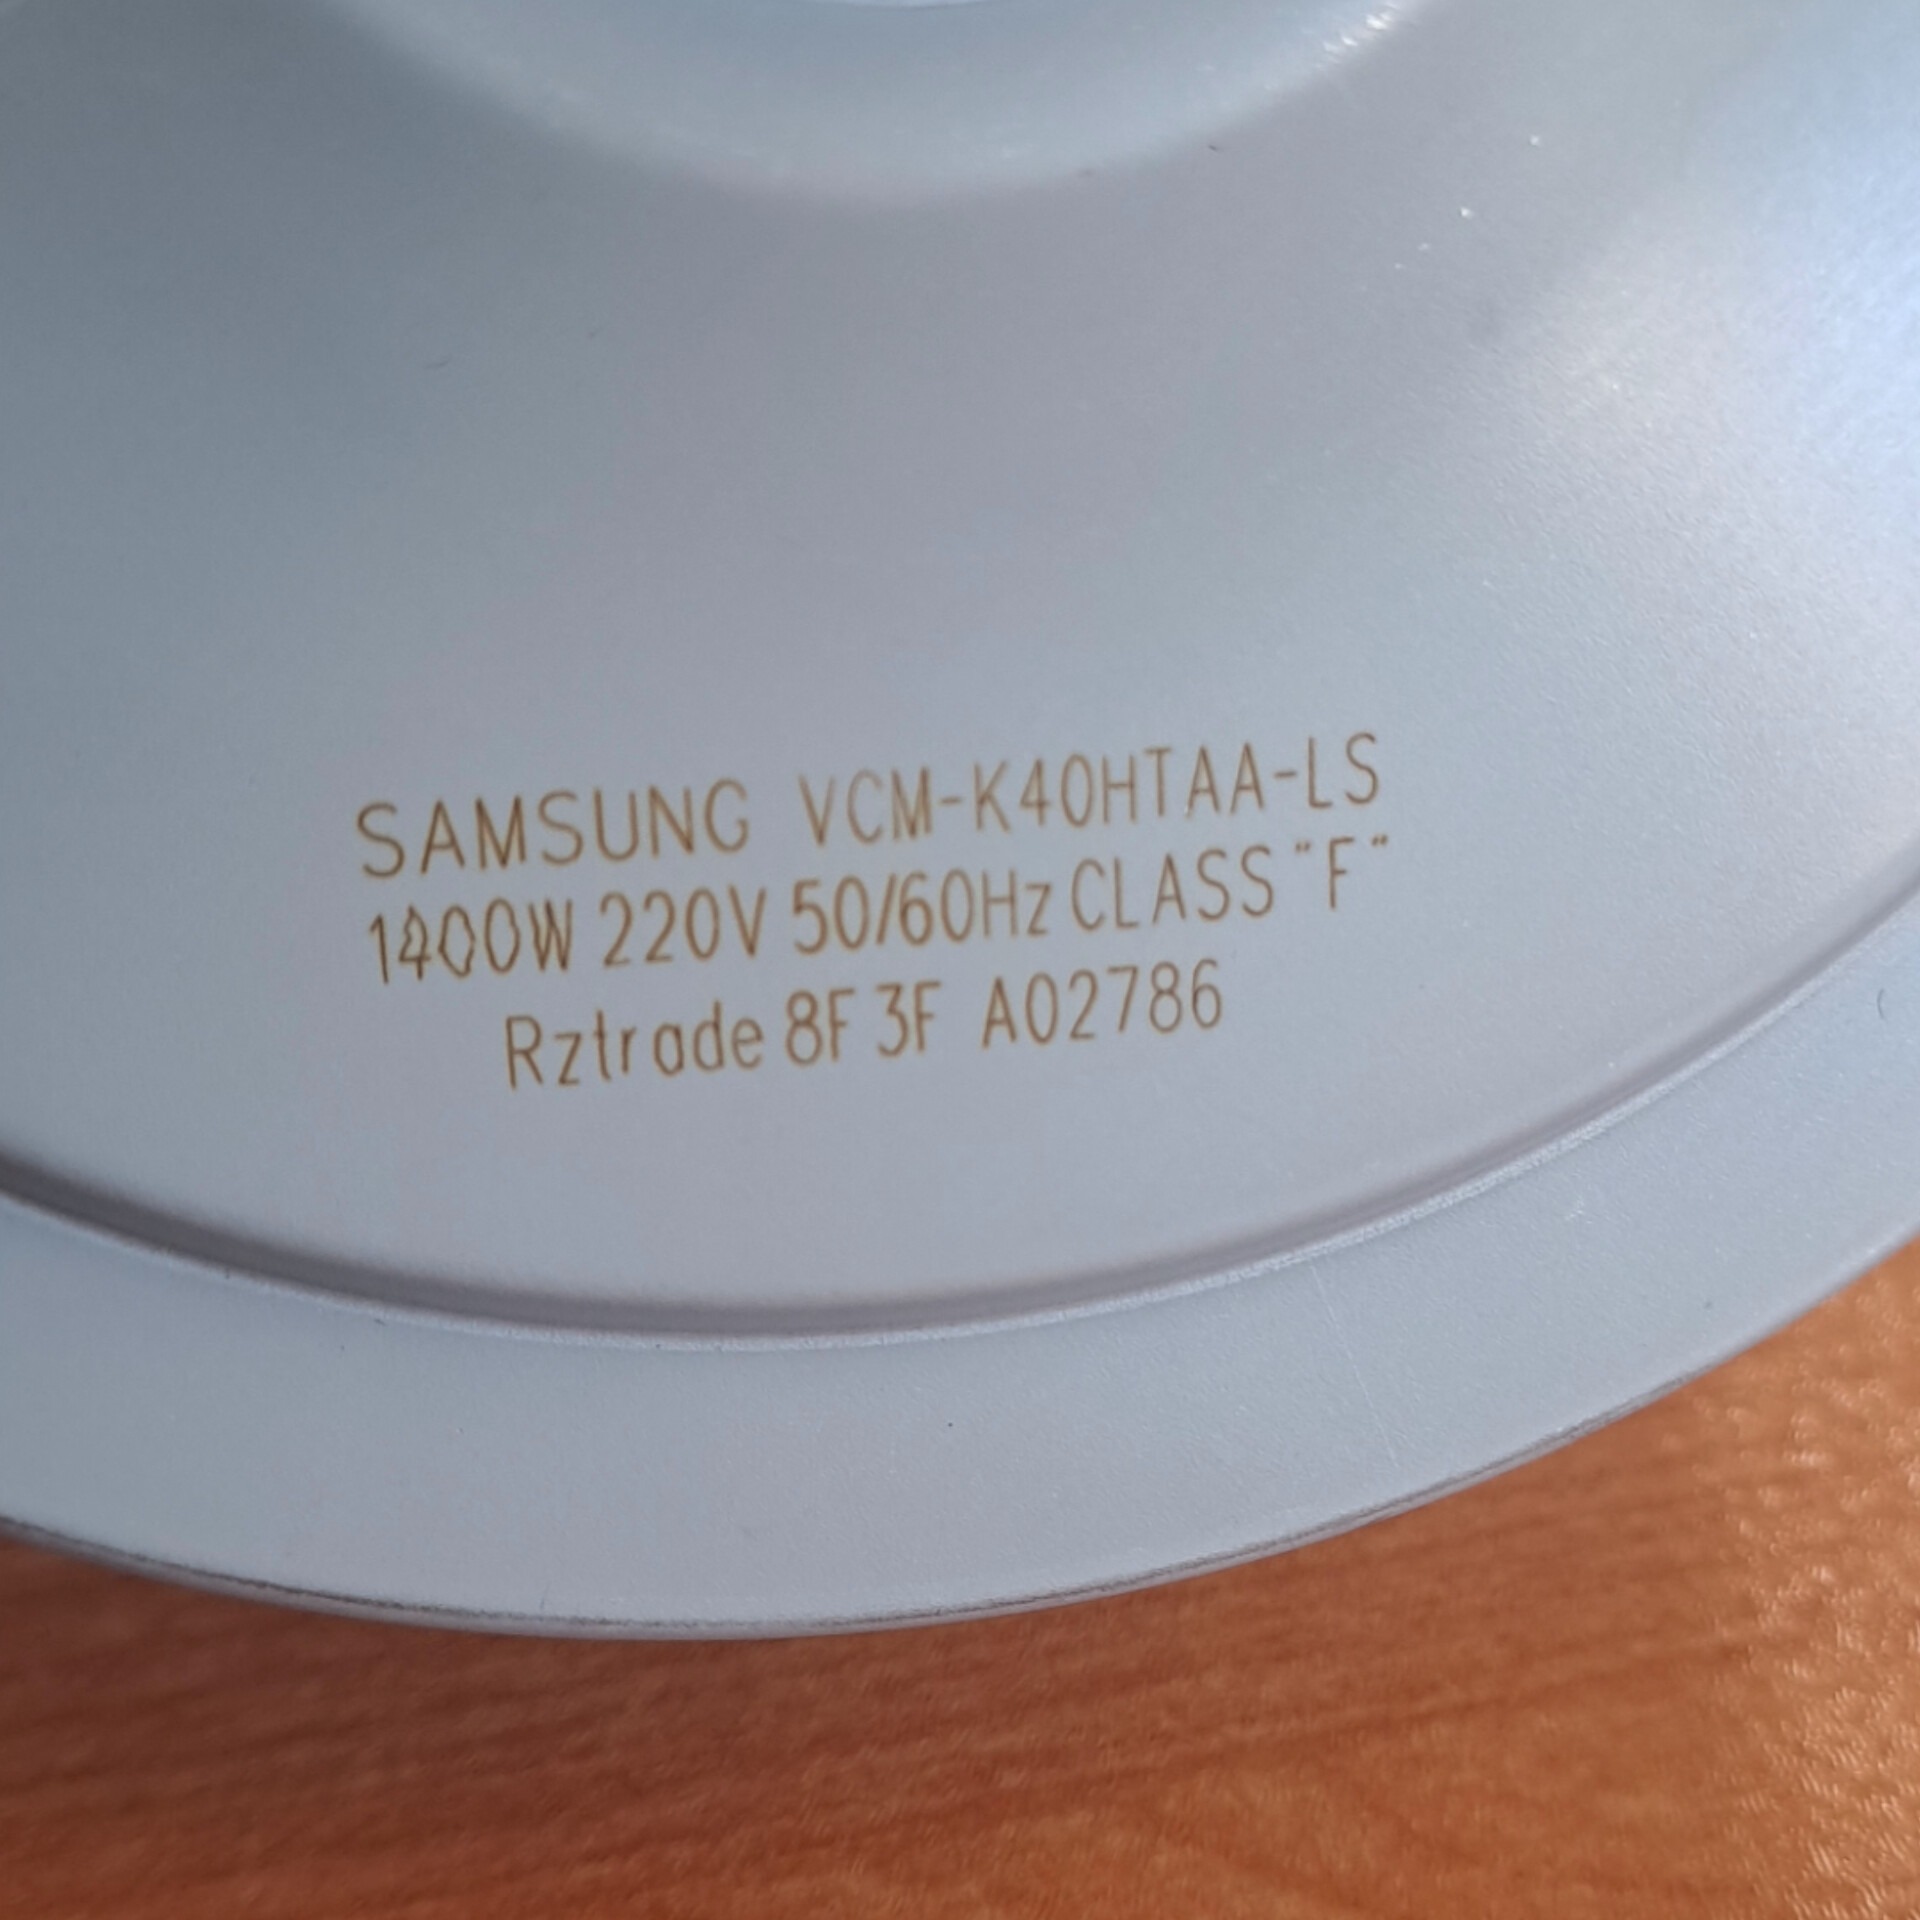 SAMSUNG VCM-K40HTAA-LS
1400W 220V 50/60Hz CLASS "F"
Rztrade 8F 3F A02786